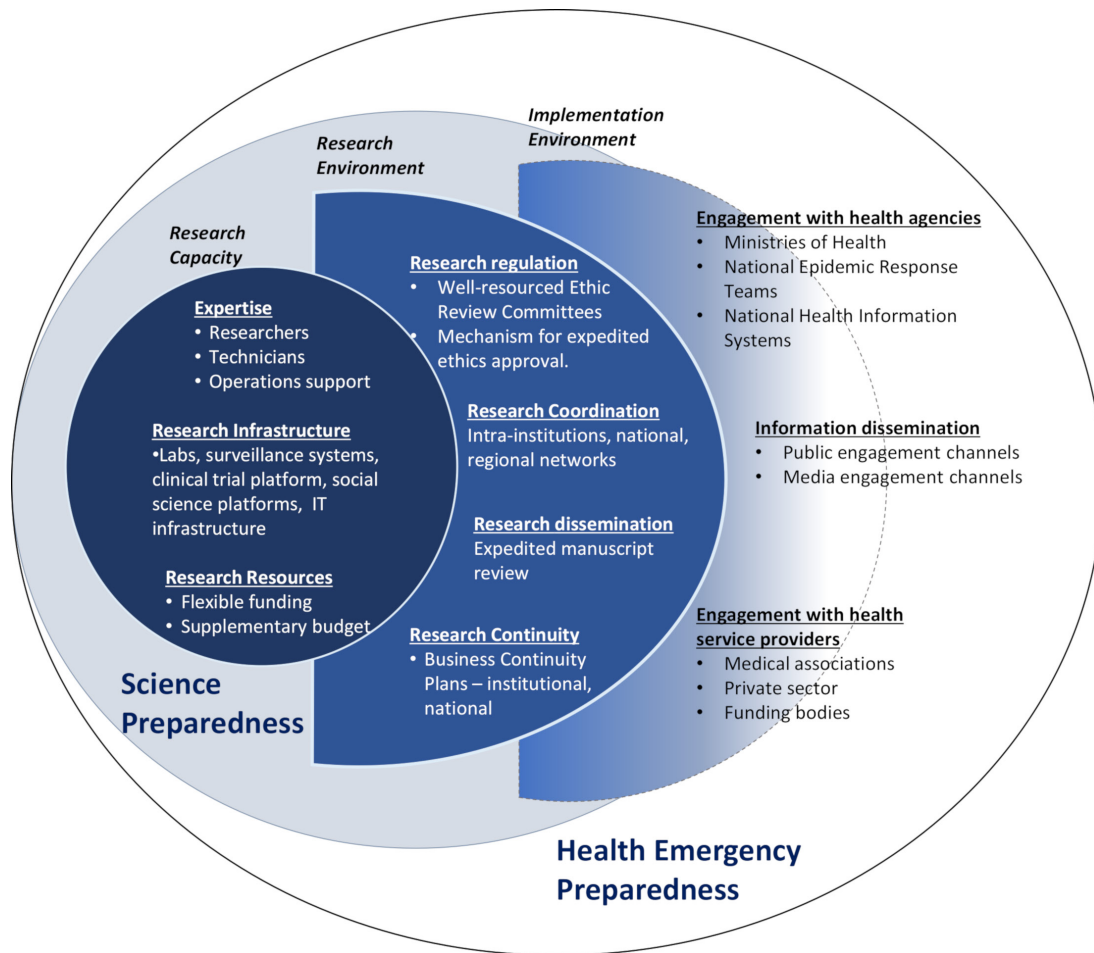 Implementation
Environment
Research
Environment
Research
Capacity
Expertise
• Researchers
• Technicians
• Operations support
Research Infrastructure
•Labs, surveillance systems,
clinical trial platform, social
science platforms, IT
infrastructure
Research Resources
• Flexible funding
• Supplementary budget
Research regulation
• Well-resourced Ethic
Review Committees
• Mechanism for expedited
ethics approval.
Research Coordination
Intra-institutions, national,
regional networks
Research dissemination
Expedited manuscript
review
Research Continuity
• Business Continuity
Plans – institutional,
national
Engagement with health agencies
• Ministries of Health
• National Epidemic Response
Teams
• National Health Information
Systems
Information dissemination
• Public engagement channels
• Media engagement channels
Engagement with health
service providers
• Medical associations
• Private sector
• Funding bodies
Science
Preparedness
Health Emergency
Preparedness